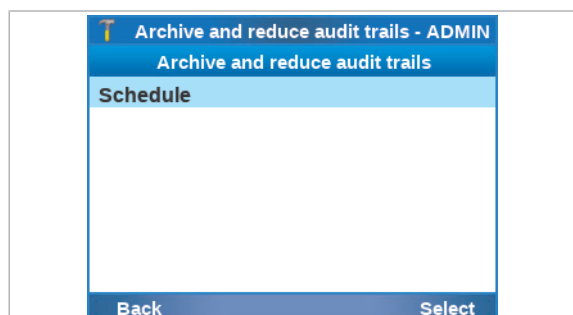 Archive and reduce audit trails - ADMIN
Archive and reduce audit trails
Schedule
Back Select